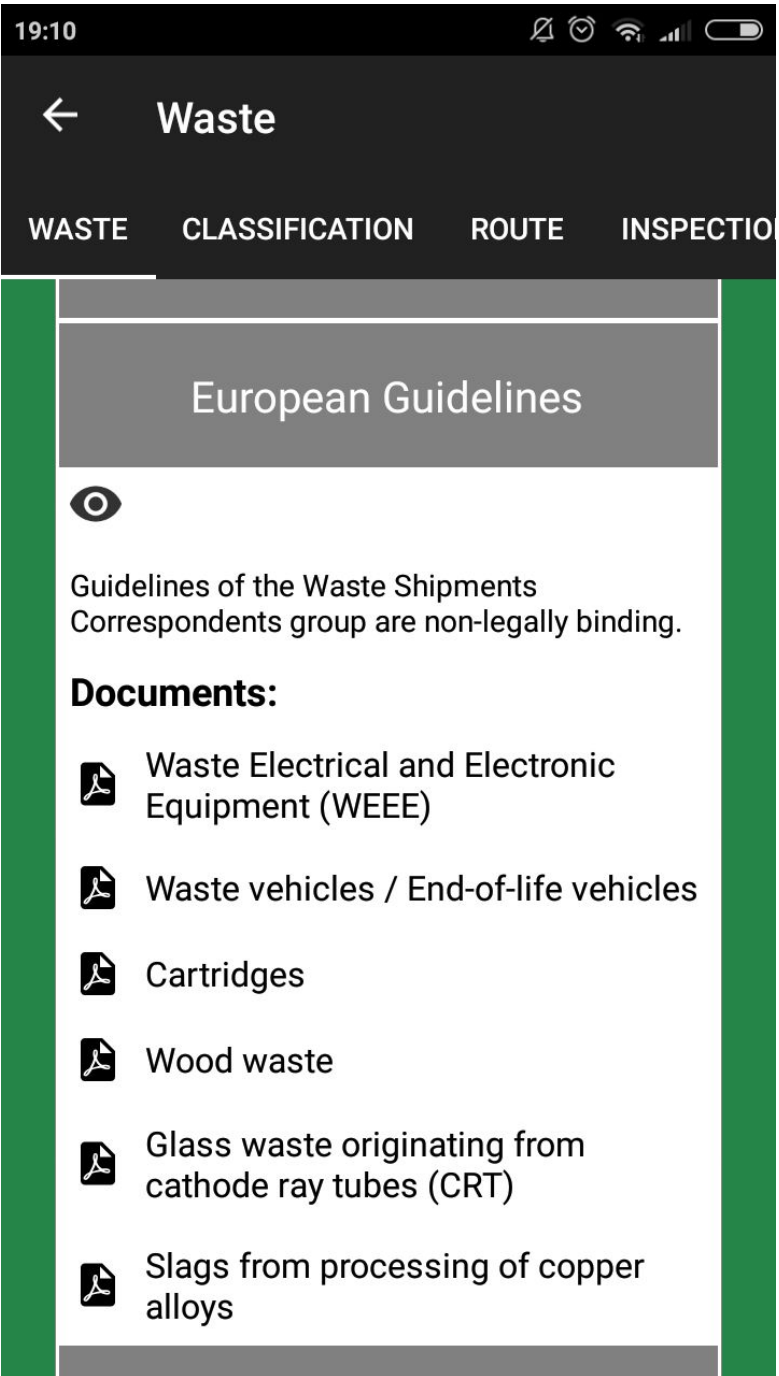 19:10
Waste
WASTE CLASSIFICATION ROUTE INSPECTIO
European Guidelines
Guidelines of the Waste Shipments
Correspondents group are non-legally binding.
Documents:
Waste Electrical and Electronic
Equipment (WEEE)
Waste vehicles / End-of-life vehicles
Cartridges
Wood waste
Glass waste originating from
cathode ray tubes (CRT)
Slags from processing of copper
alloys